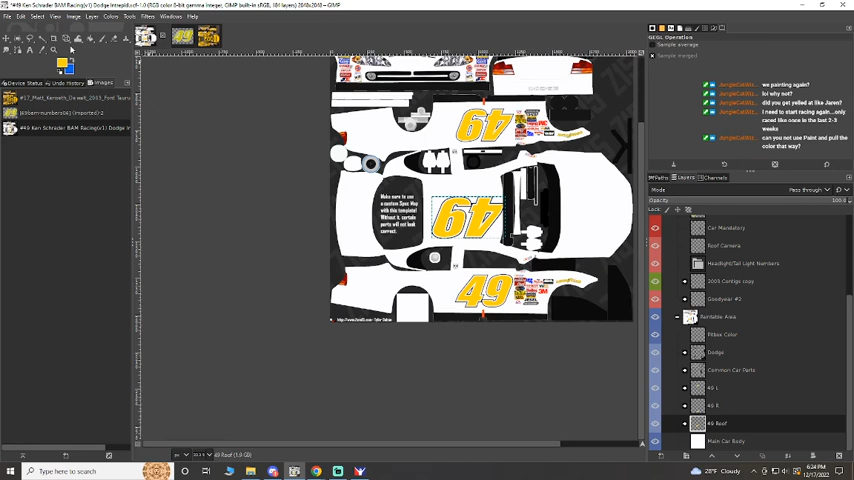 *#49 Ken Schrader BAM Racing(v1) Dodge Intrepid.xcf-1.0 (RGB color 8-bit gamma integer, GIMP built-in sRGB, 104 layers) 2048x2048 – GIMP
File Edit Select View Image Layer Colors Tools Filters Windows Help
Device Status Undo History Images
#17_Matt_Kenseth_Dewalt_2003_Ford Tauru
#49 Ken Schrader BAM Racing(v1) Dodge In
GEGL Operation
Sample average
Sample merged
we painting again?
lol why not?
did you get yelled at like Jaren?
I need to start racing again...only
raced like once in the last 2-3
weeks
can you not use Paint and pull the
color that way?
Paths Layers Channels
Mode Pass through
Opacity 100.0
Lock:
Car Mandatory
Roof Camera
Headlight/Tail Light Numbers
2003 Contigs copy
Goodyear #2
Paintable Area
Pitbox Color
Dodge
Common Car Parts
49 L
49 R
49 Roof
Main Car Body
49
49
49
Make sure to use
a custom Spec Map
with this template!
Without it, certain
parts will not look
correct.
px 33.3% 49 Roof (1.9 GB)
Type here to search
28°F Cloudy
6:24 PM
12/17/2022